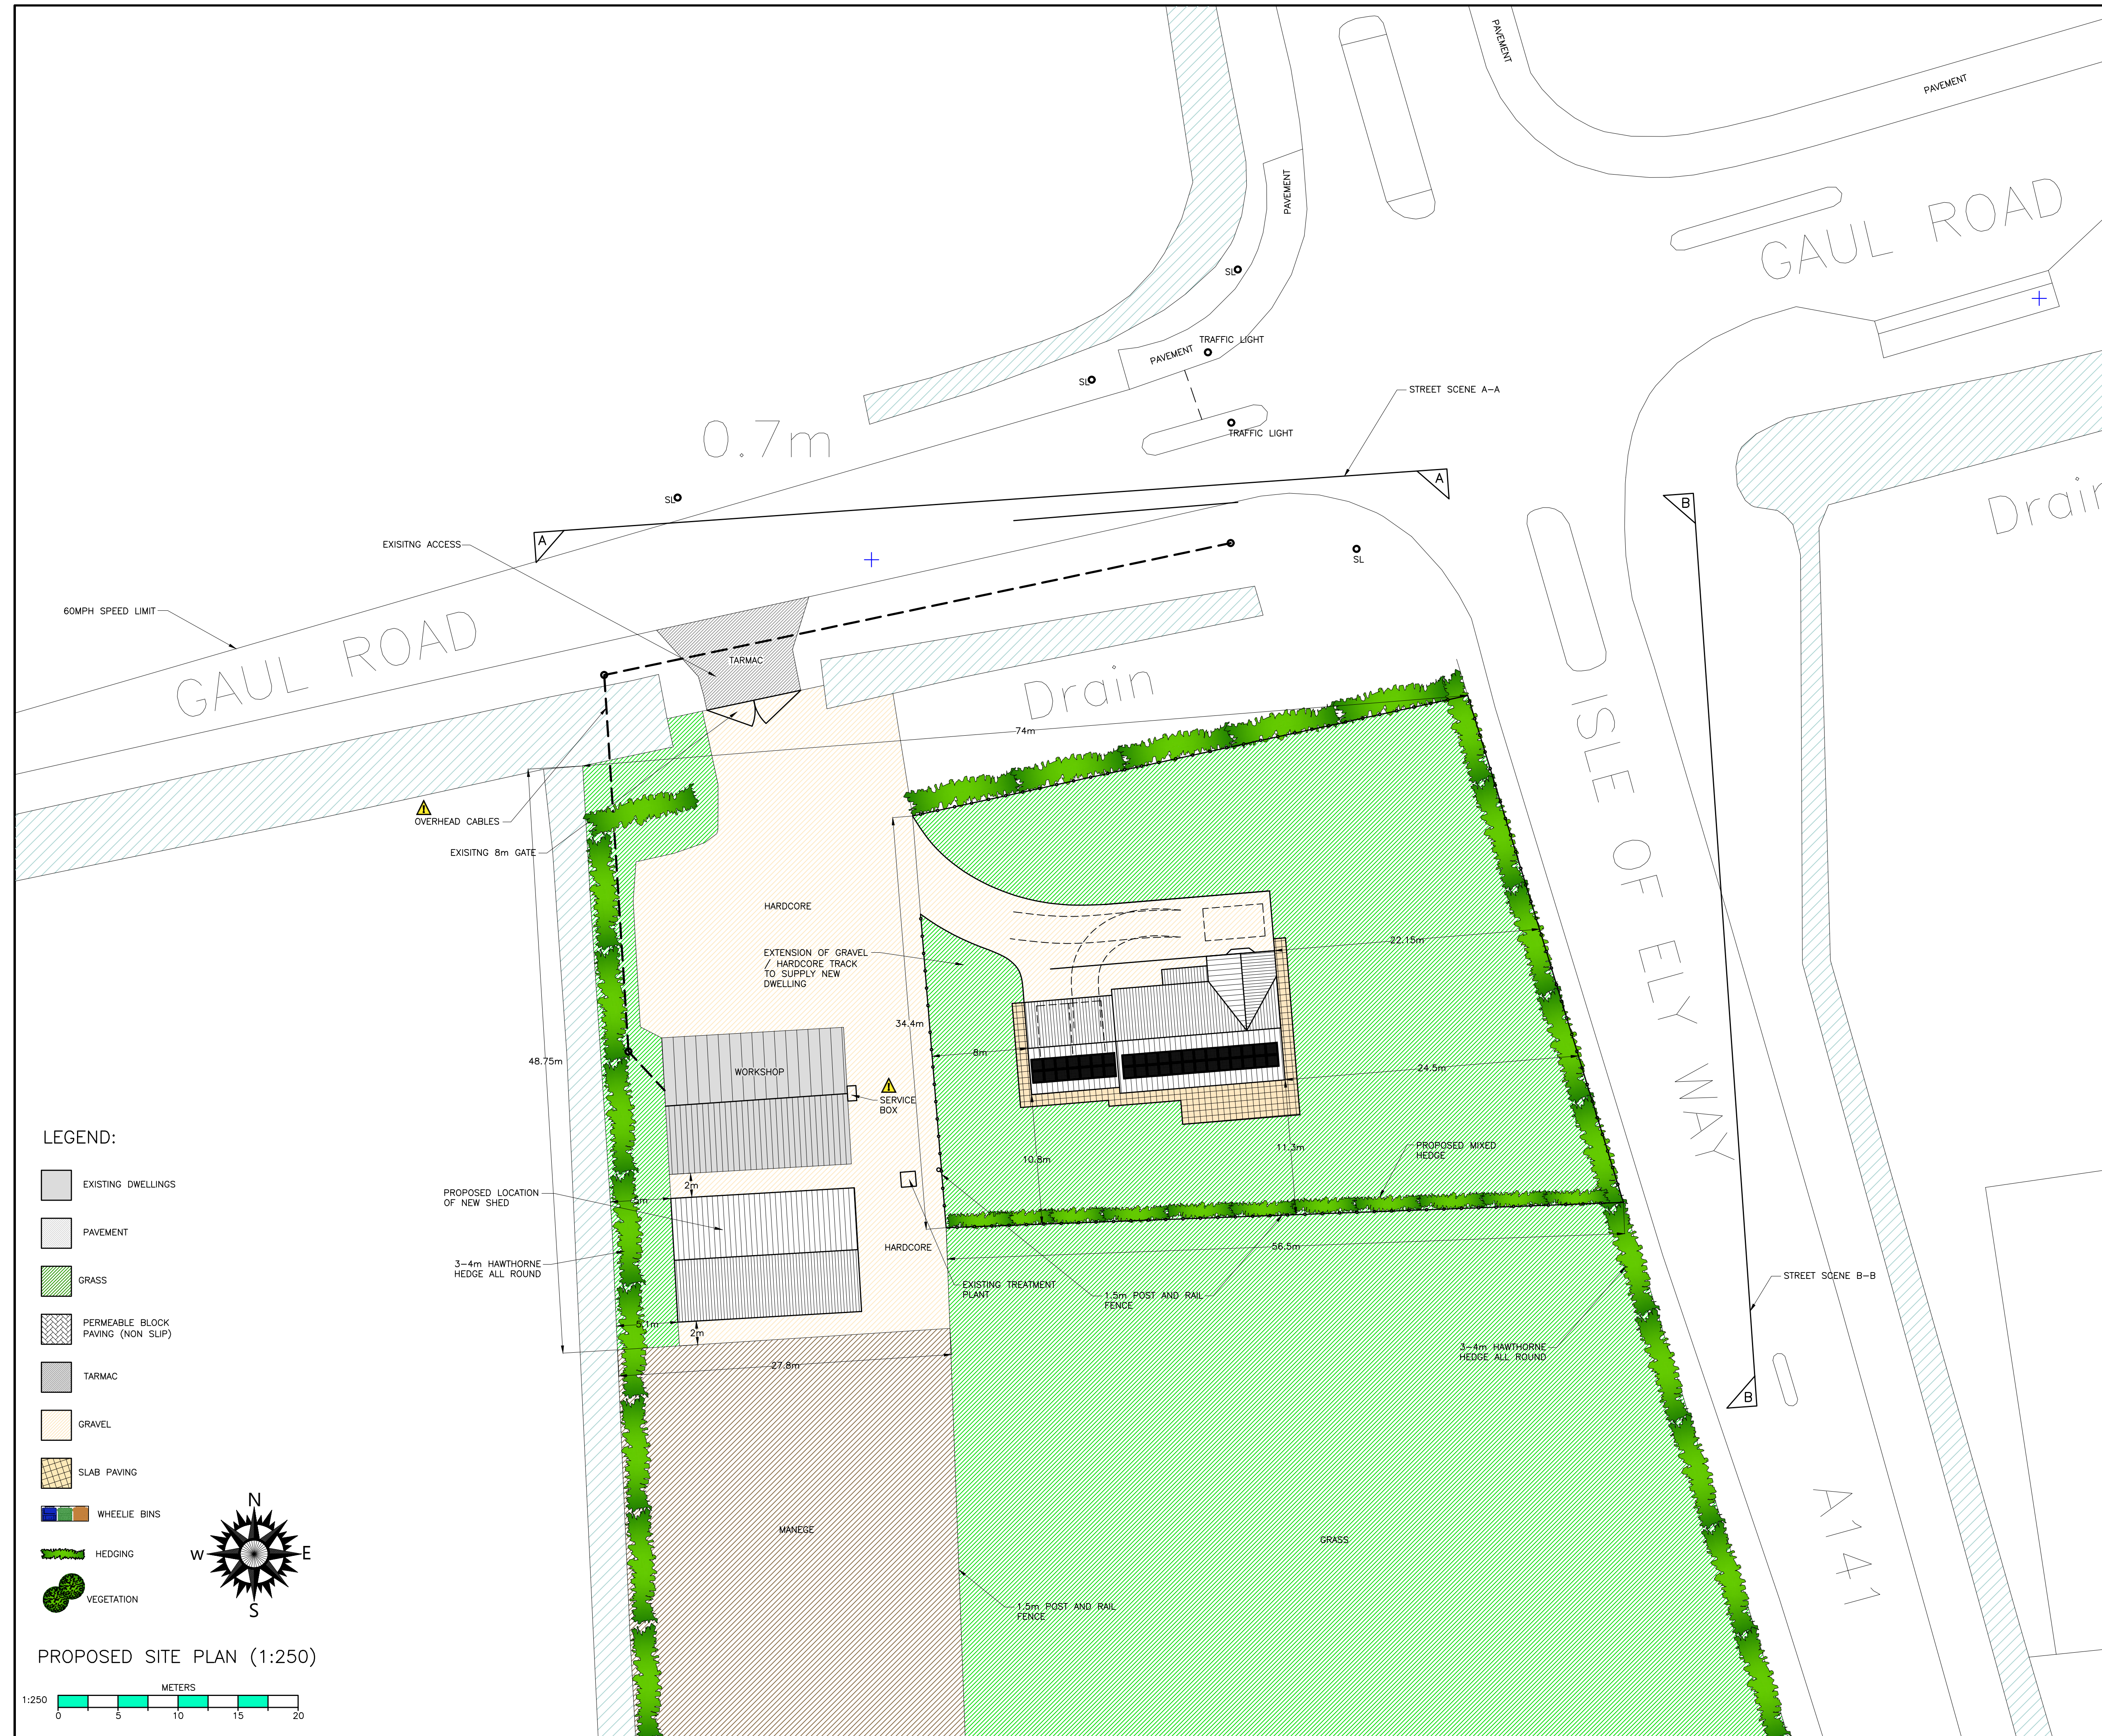 PAVEMENT
PAVEMENT
PAVEMENT
GAUL ROAD
SL
TRAFFIC LIGHT
PAVEMENT
SL
STREET SCENE A-A
0.7m
TRAFFIC LIGHT
A
SL
B
Drain
A
EXISITNG ACCESS
SL
60MPH SPEED LIMIT
GAUL ROAD
TARMAC
Drain
74m
ISLE OF ELY WAY
OVERHEAD CABLES
EXISITNG 8m GATE
HARDCORE
EXTENSION OF GRAVEL
/ HARDCORE TRACK
TO SUPPLY NEW
DWELLING
22.15m
34.4m
8m
48.75m
WORKSHOP
24.5m
SERVICE
BOX
LEGEND:
EXISTING DWELLINGS
PAVEMENT
GRASS
PERMEABLE BLOCK
PAVING (NON SLIP)
TARMAC
GRAVEL
SLAB PAVING
WHEELIE BINS
HEDGING
VEGETATION
10.8m
11.3m
PROPOSED MIXED
HEDGE
2m
PROPOSED LOCATION
OF NEW SHED
HARDCORE
56.5m
3-4m HAWTHORNE
HEDGE ALL ROUND
EXISTING TREATMENT
PLANT
1.5m POST AND RAIL
FENCE
STREET SCENE B-B
5.1m
2m
27.8m
3-4m HAWTHORNE
HEDGE ALL ROUND
B
MANEGE
GRASS
A141
1.5m POST AND RAIL
FENCE
N
W
E
S
PROPOSED SITE PLAN (1:250)
METERS
1:250
0 5 10 15 20